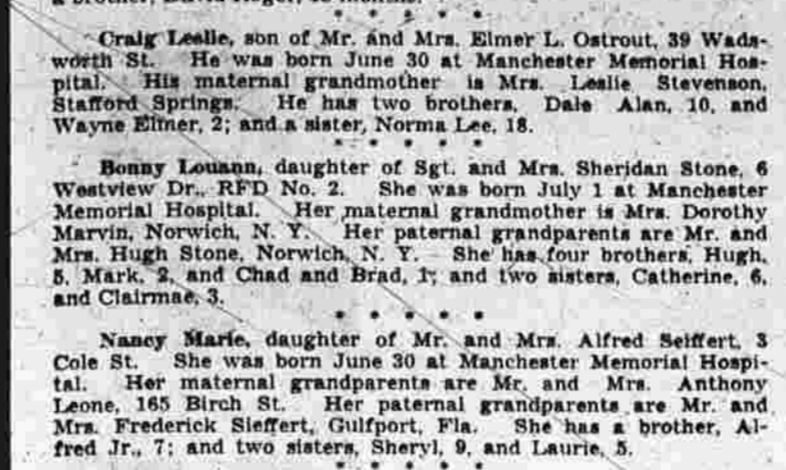 a brother, David Roger, 18 months.
* * * * *
Craig Leslie, son of Mr. and Mrs. Elmer L. Ostrout, 39 Wads-
worth St. He was born June 30 at Manchester Memorial Hos-
pital. His maternal grandmother is Mrs. Leslie Stevenson,
Stafford Springs. He has two brothers, Dale Alan, 10, and
Wayne Elmer, 2; and a sister, Norma Lee, 18.
* * * * *
Bonny Louann, daughter of Sgt. and Mrs. Sheridan Stone, 6
Westview Dr., RFD No. 2. She was born July 1 at Manchester
Memorial Hospital. Her maternal grandmother is Mrs. Dorothy
Marvin, Norwich, N. Y. Her paternal grandparents are Mr. and
Mrs. Hugh Stone, Norwich, N. Y. She has four brothers, Hugh,
5, Mark, 2, and Chad and Brad, 1; and two sisters, Catherine, 6,
and Clairmae, 3.
* * * * *
Nancy Marie, daughter of Mr. and Mrs. Alfred Seiffert, 3
Cole St. She was born June 30 at Manchester Memorial Hospi-
tal. Her maternal grandparents are Mr. and Mrs. Anthony
Leone, 165 Birch St. Her paternal grandparents are Mr. and
Mrs. Frederick Sieffert, Gulfport, Fla. She has a brother, Al-
fred Jr., 7; and two sisters, Sheryl, 9, and Laurie, 5.
* * * * *